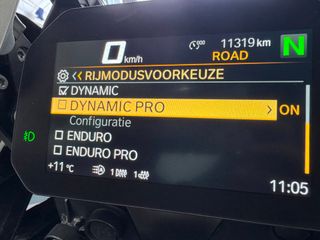 0 km/h
11319 km
N
ROAD
<< RIJMODUSVOORKEUZE
DYNAMIC
DYNAMIC PRO > ON
Configuratie
ENDURO
ENDURO PRO
+11 °C
11:05